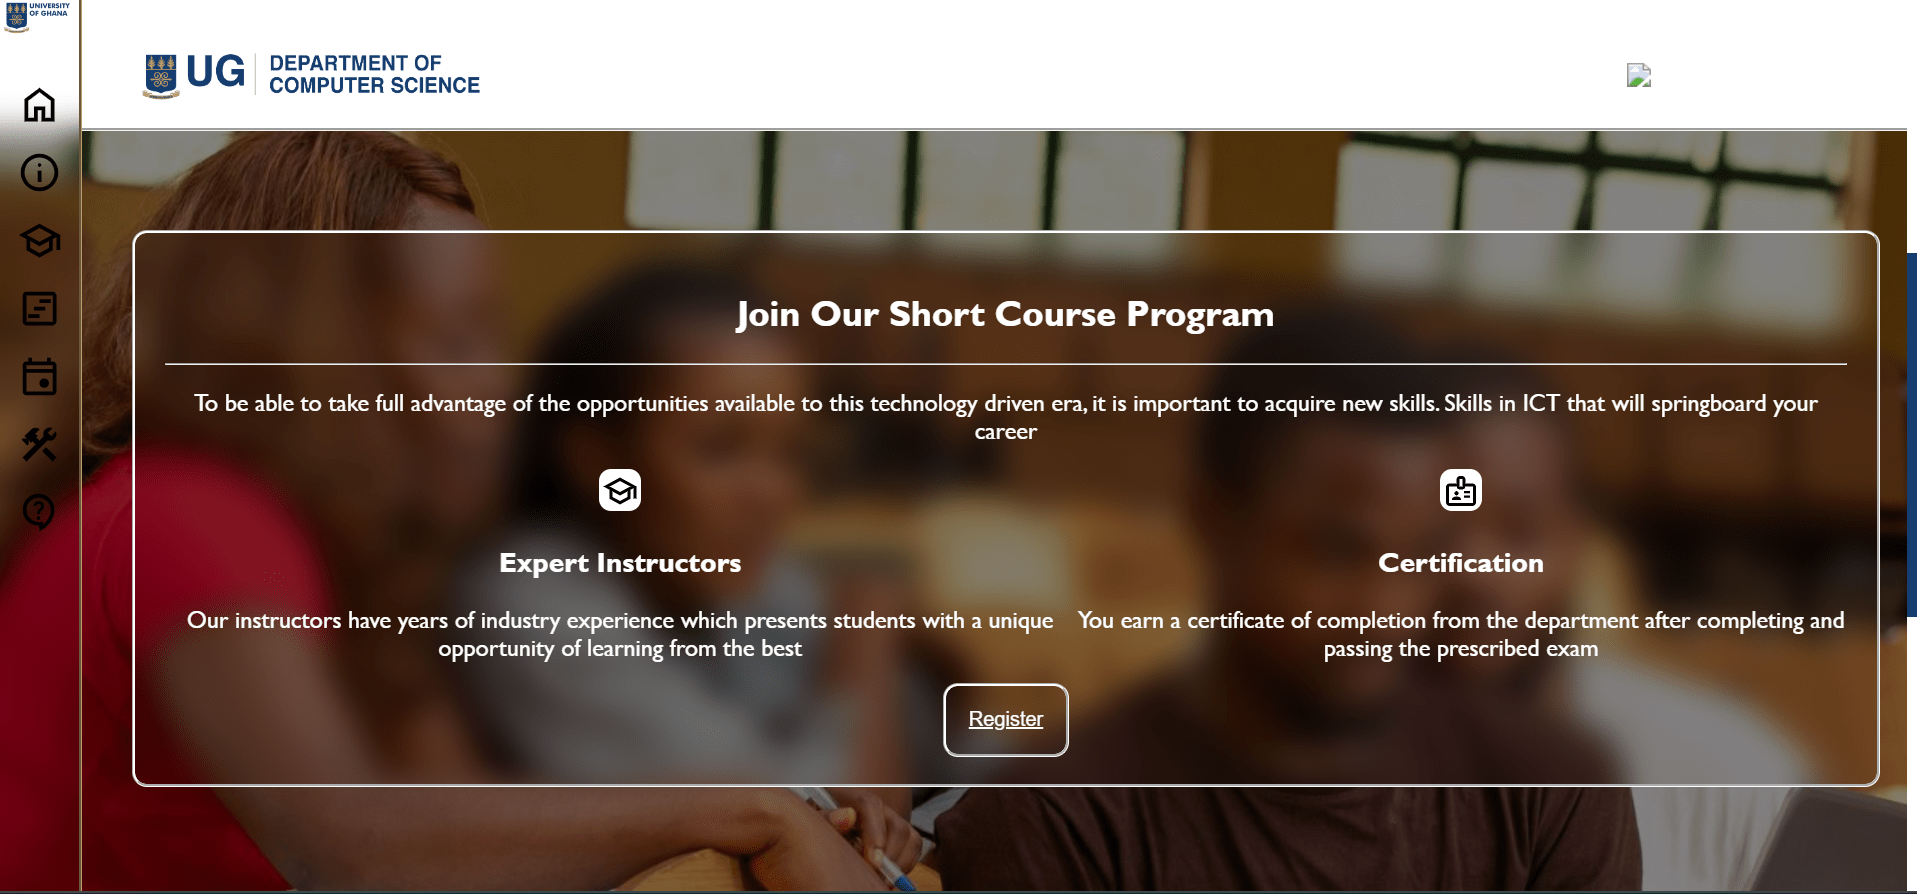 UNIVERSITY
OF GHANA
UG
DEPARTMENT OF
COMPUTER SCIENCE
Join Our Short Course Program
To be able to take full advantage of the opportunities available to this technology driven era, it is important to acquire new skills. Skills in ICT that will springboard your
career
Expert Instructors
Our instructors have years of industry experience which presents students with a unique
opportunity of learning from the best
Certification
You earn a certificate of completion from the department after completing and
passing the prescribed exam
Register